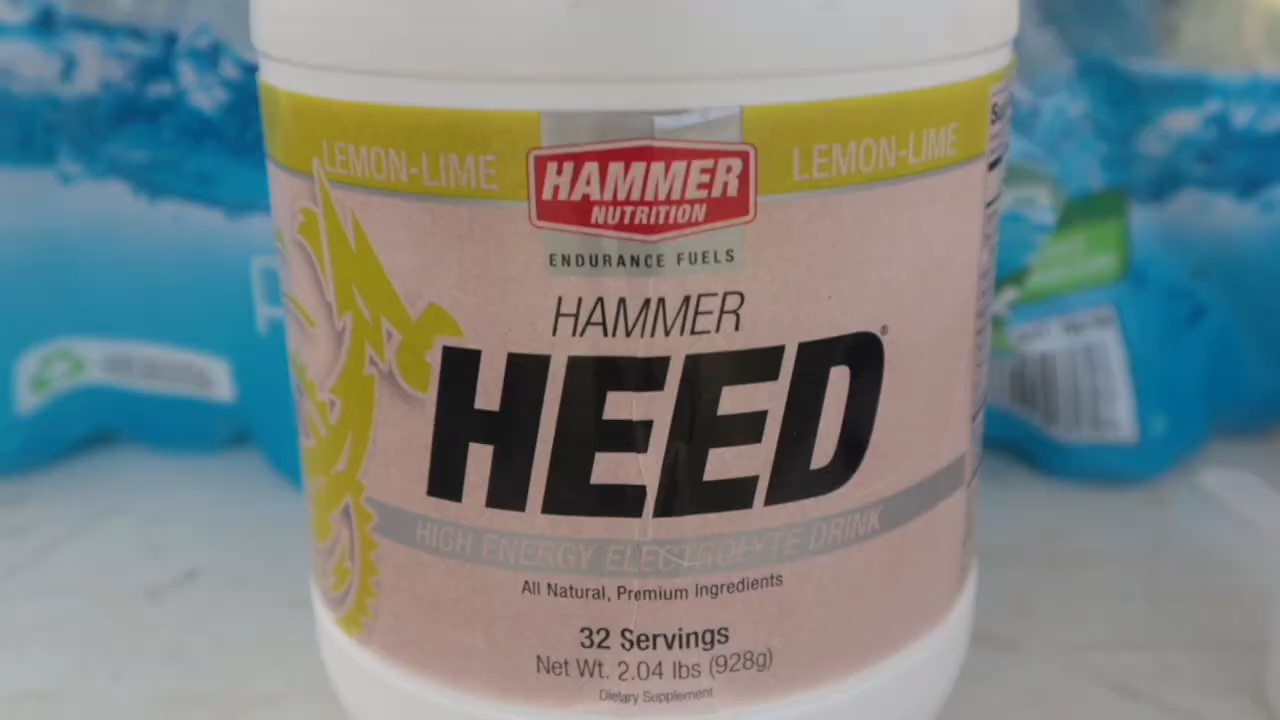 LEMON-LIME
HAMMER
NUTRITION
LEMON-LIME
ENDURANCE FUELS
HAMMER
HEED®
HIGH ENERGY ELECTROLYTE DRINK
All Natural, Premium Ingredients
32 Servings
Net Wt. 2.04 lbs (928g)
Dietary Supplement